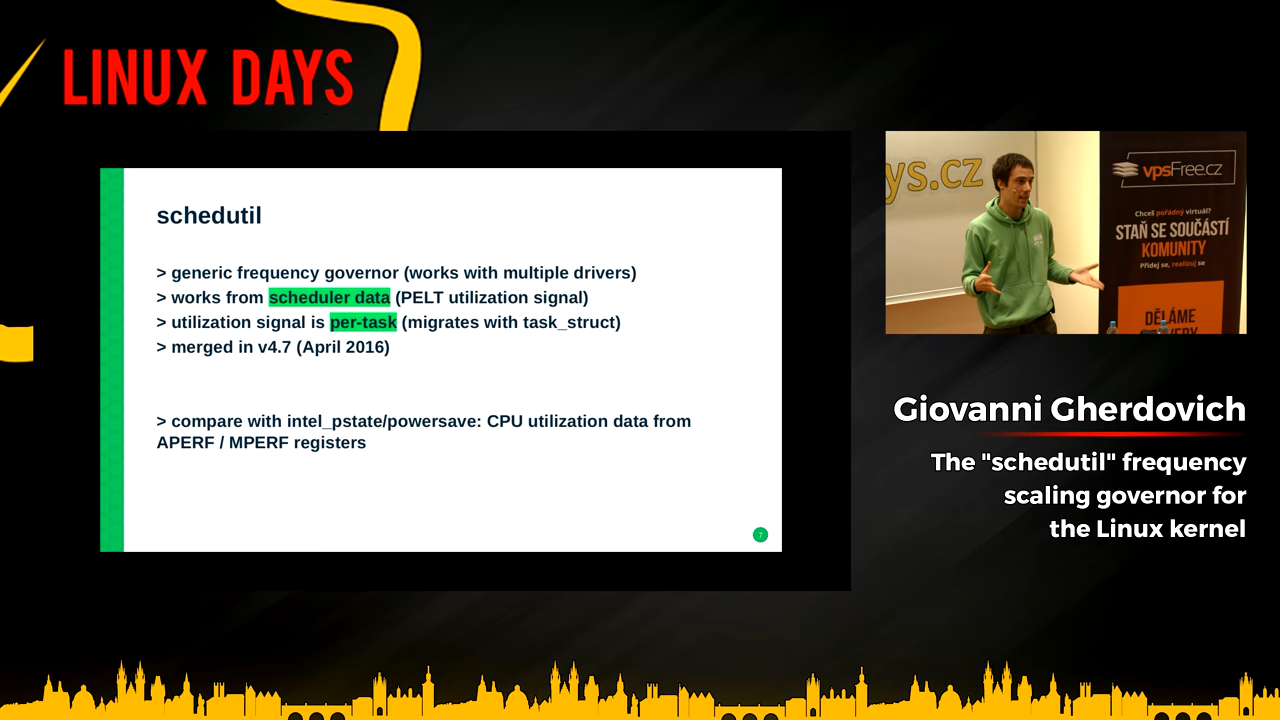 LINUX DAYS
schedutil
> generic frequency governor (works with multiple drivers)
> works from scheduler data (PELT utilization signal)
> utilization signal is per-task (migrates with task_struct)
> merged in v4.7 (April 2016)
> compare with intel_pstate/powersave: CPU utilization data from
APERF / MPERF registers
7
ys.cz
vpsFree.cz
Chceš pořádný virtuál?
STAŇ SE SOUČÁSTÍ
KOMUNITY
Přidej se, realizuj se
DĚLÁME
Giovanni Gherdovich
The "schedutil" frequency
scaling governor for
the Linux kernel